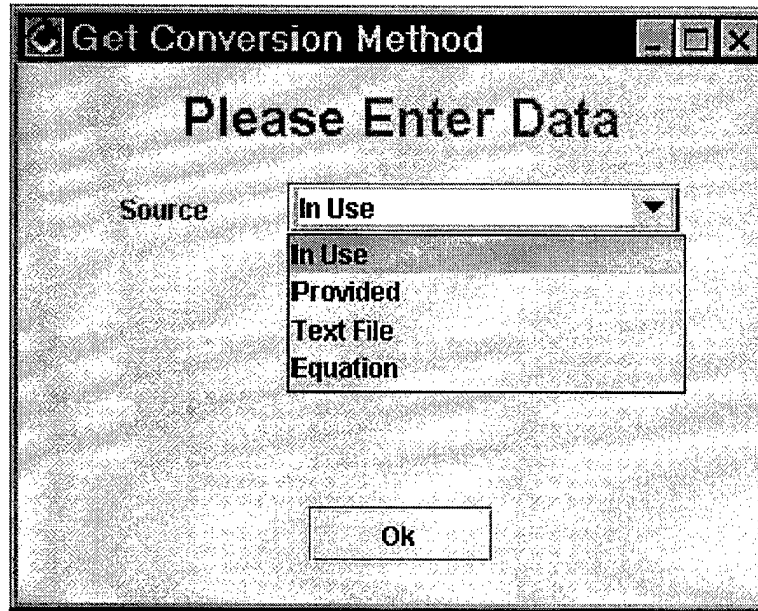 Get Conversion Method
Please Enter Data
Source In Use
In Use
Provided
Text File
Equation
Ok